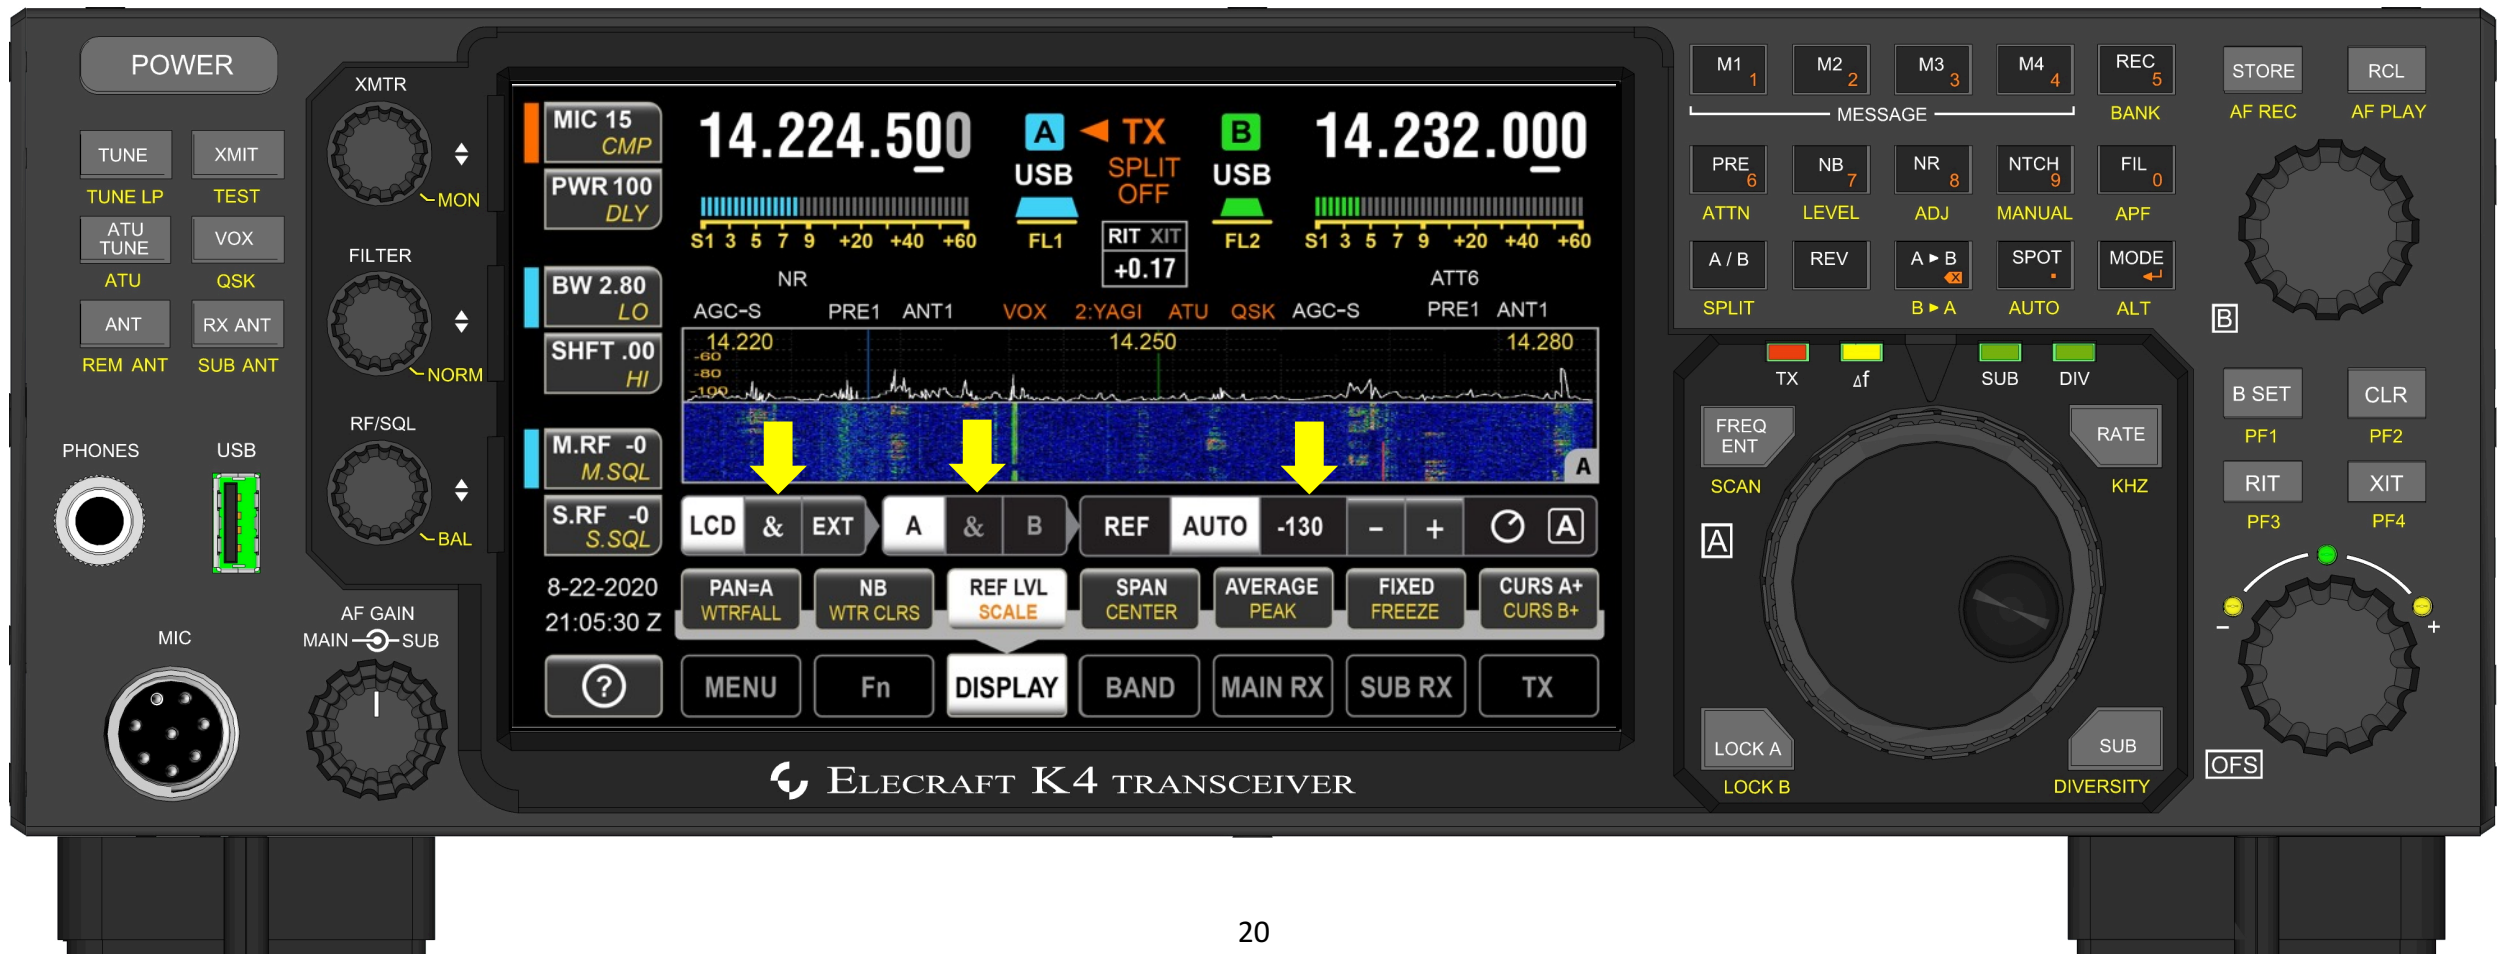 POWER
TUNE
XMIT
TUNE LP
TEST
ATU
TUNE
VOX
ATU
QSK
ANT
RX ANT
REM ANT
SUB ANT
PHONES
USB
MIC
XMTR
MON
FILTER
NORM
RF/SQL
BAL
AF GAIN
MAIN
SUB
MIC 15
CMP
PWR 100
DLY
BW 2.80
LO
SHFT .00
HI
M.RF -0
M.SQL
S.RF -0
S.SQL
8-22-2020
21:05:30 Z
14.224.500
A
TX
B
14.232.000
USB
SPLIT
OFF
USB
S1 3 5 7 9 +20 +40 +60
FL1
RIT XIT
+0.17
FL2
S1 3 5 7 9 +20 +40 +60
NR
ATT6
AGC-S PRE1 ANT1 VOX 2:YAGI ATU QSK AGC-S PRE1 ANT1
14.220 14.250 14.280
-60
-80
-100
A
LCD & EXT A & B REF AUTO -130 - + A
PAN=A
WTRFALL
NB
WTR CLRS
REF LVL
SCALE
SPAN
CENTER
AVERAGE
PEAK
FIXED
FREEZE
CURS A+
CURS B+
? MENU Fn DISPLAY BAND MAIN RX SUB RX TX
ELECRAFT K4 TRANSCEIVER
M1 1
M2 2
M3 3
M4 4
REC 5
MESSAGE
BANK
PRE 6
NB 7
NR 8
NTCH 9
FIL 0
ATTN
LEVEL
ADJ
MANUAL
APF
A / B
REV
A ▸ B
SPOT .
MODE
SPLIT
B ▸ A
AUTO
ALT
STORE
RCL
AF REC
AF PLAY
B
TX
Δf
SUB
DIV
FREQ
ENT
SCAN
RATE
KHZ
A
LOCK A
LOCK B
SUB
DIVERSITY
B SET
CLR
PF1
PF2
RIT
XIT
PF3
PF4
-
+
OFS
20